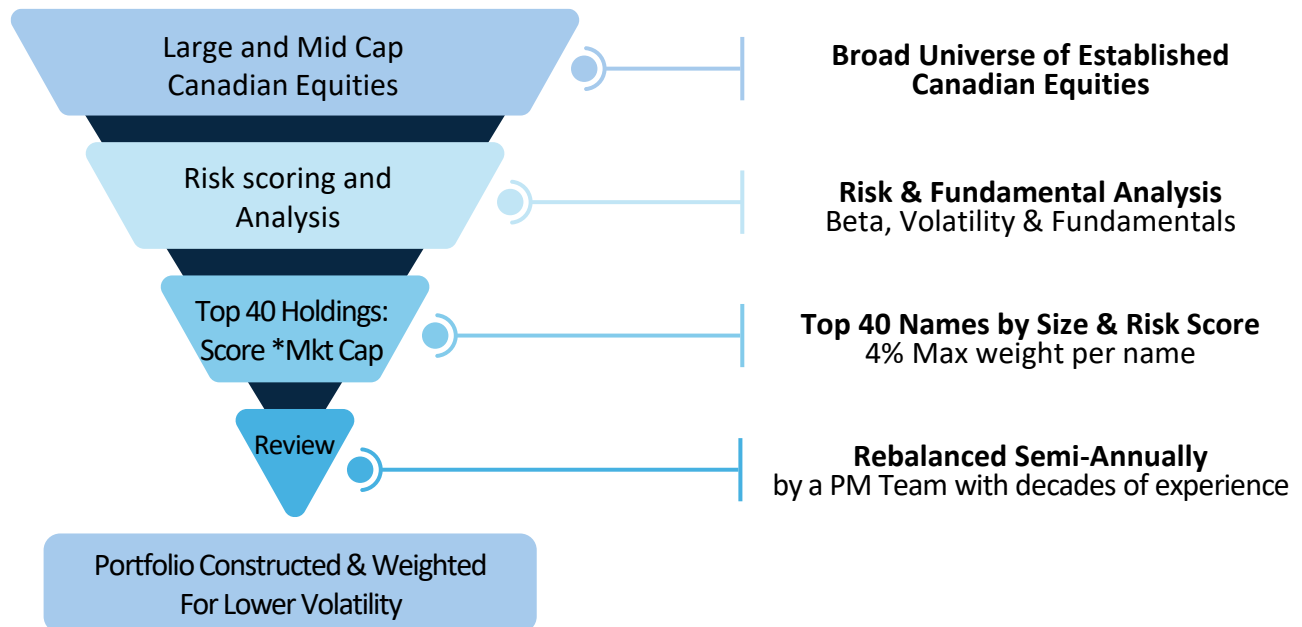 Large and Mid Cap
Canadian Equities
Broad Universe of Established
Canadian Equities
Risk scoring and
Analysis
Risk & Fundamental Analysis
Beta, Volatility & Fundamentals
Top 40 Holdings:
Score *Mkt Cap
Top 40 Names by Size & Risk Score
4% Max weight per name
Review
Rebalanced Semi-Annually
by a PM Team with decades of experience
Portfolio Constructed & Weighted
For Lower Volatility